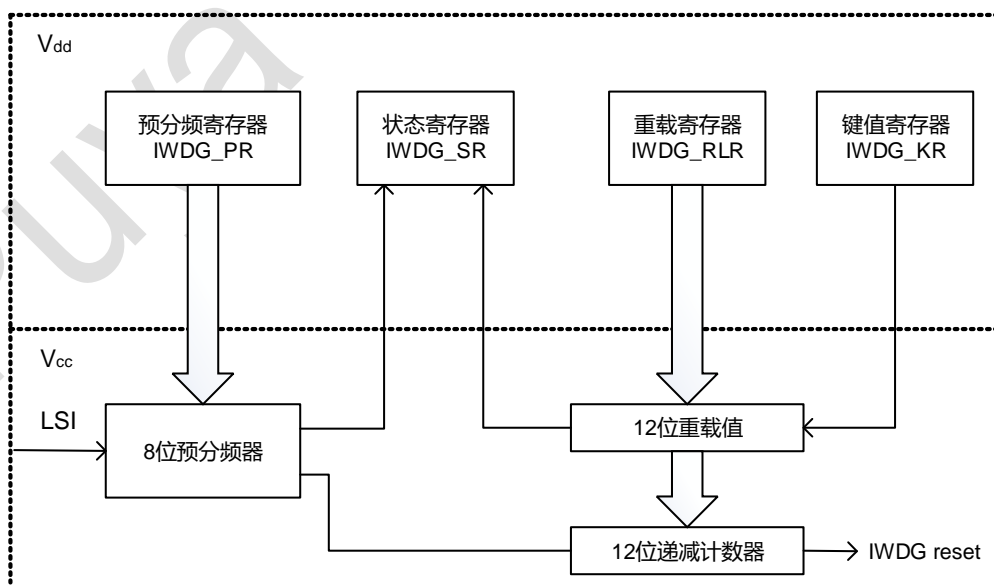 Vdd
预分频寄存器
IWDG_PR
状态寄存器
IWDG_SR
重载寄存器
IWDG_RLR
键值寄存器
IWDG_KR
Vcc
LSI
8位预分频器
12位重载值
12位递减计数器
IWDG reset
uya